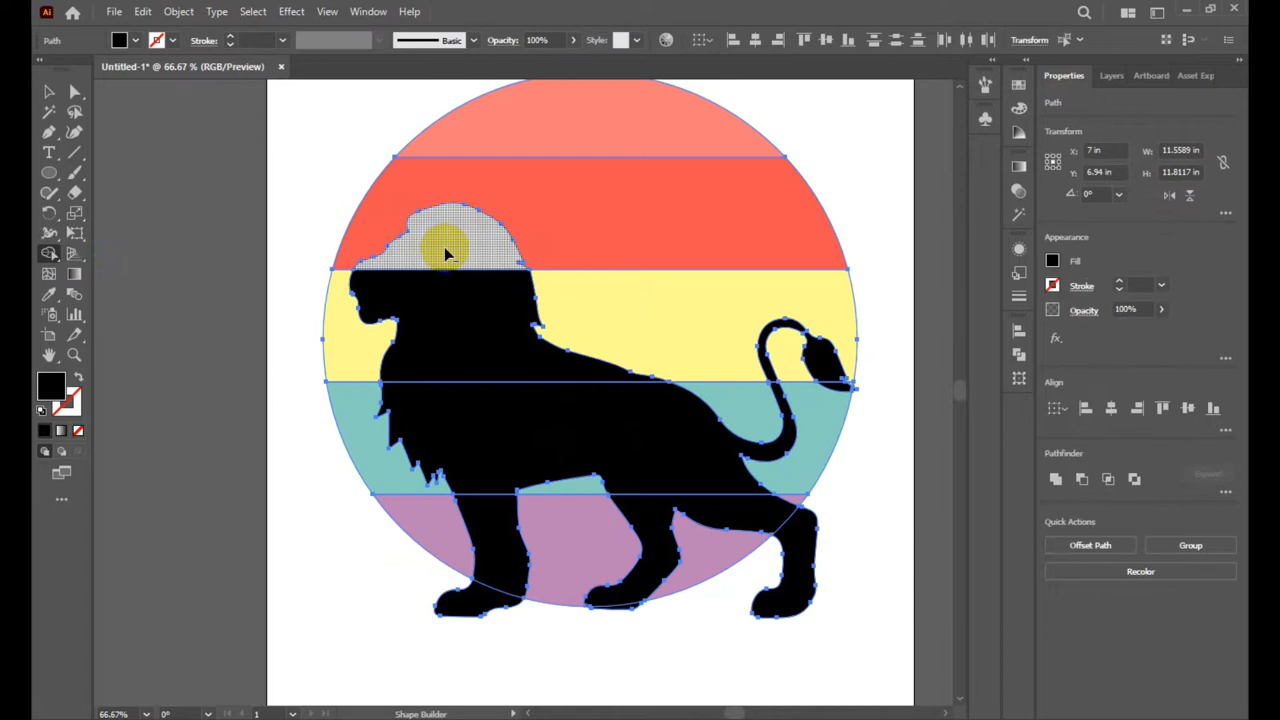 Ai File Edit Object Type Select Effect View Window Help
Path Stroke: Basic Opacity: 100% Style: Transform
Untitled-1* @ 66.67 % (RGB/Preview) ×
Properties Layers Artboard Asset Exp
Path
Transform
X: 7 in W: 11.5589 in
Y: 6.94 in H: 11.8117 in
0°
Appearance
Fill
Stroke
Opacity 100%
fx.
Align
Pathfinder
Expand
Quick Actions
Offset Path Group
Recolor
66.67% 0° 1 Shape Builder